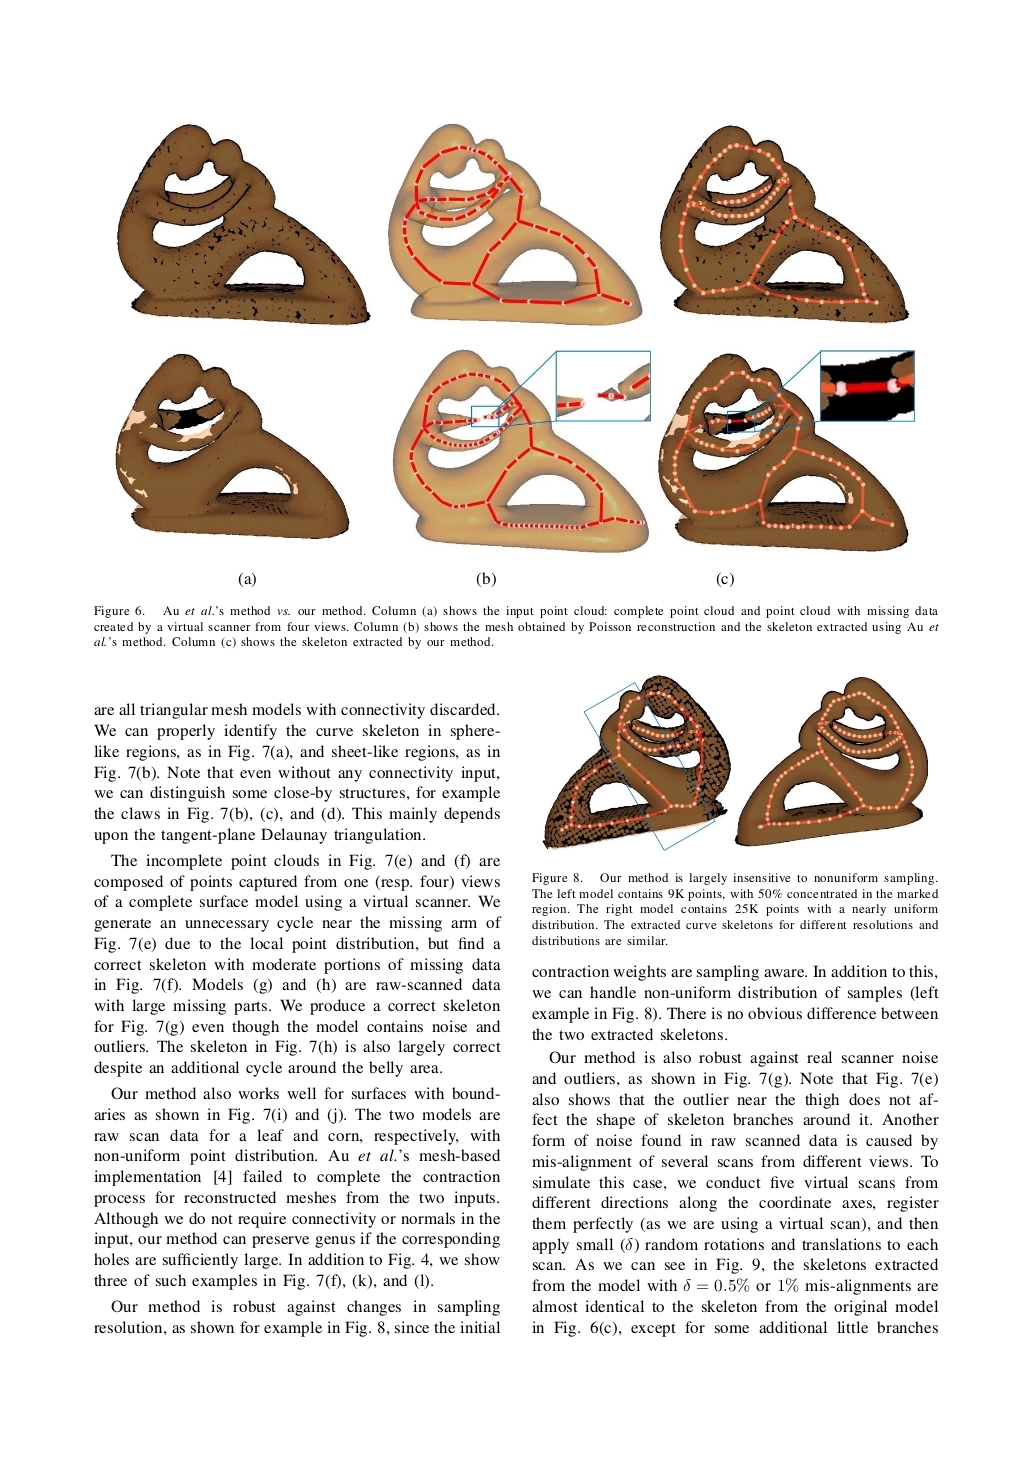 (a)
(b)
(c)
Figure 6. Au et al.'s method vs. our method. Column (a) shows the input point cloud: complete point cloud and point cloud with missing data
created by a virtual scanner from four views. Column (b) shows the mesh obtained by Poisson reconstruction and the skeleton extracted using Au et
al.'s method. Column (c) shows the skeleton extracted by our method.
are all triangular mesh models with connectivity discarded.
We can properly identify the curve skeleton in sphere-
like regions, as in Fig. 7(a), and sheet-like regions, as in
Fig. 7(b). Note that even without any connectivity input,
we can distinguish some close-by structures, for example
the claws in Fig. 7(b), (c), and (d). This mainly depends
upon the tangent-plane Delaunay triangulation.
The incomplete point clouds in Fig. 7(e) and (f) are
composed of points captured from one (resp. four) views
of a complete surface model using a virtual scanner. We
generate an unnecessary cycle near the missing arm of
Fig. 7(e) due to the local point distribution, but find a
correct skeleton with moderate portions of missing data
in Fig. 7(f). Models (g) and (h) are raw-scanned data
with large missing parts. We produce a correct skeleton
for Fig. 7(g) even though the model contains noise and
outliers. The skeleton in Fig. 7(h) is also largely correct
despite an additional cycle around the belly area.
Our method also works well for surfaces with bound-
aries as shown in Fig. 7(i) and (j). The two models are
raw scan data for a leaf and corn, respectively, with
non-uniform point distribution. Au et al.'s mesh-based
implementation [4] failed to complete the contraction
process for reconstructed meshes from the two inputs.
Although we do not require connectivity or normals in the
input, our method can preserve genus if the corresponding
holes are sufficiently large. In addition to Fig. 4, we show
three of such examples in Fig. 7(f), (k), and (l).
Our method is robust against changes in sampling
resolution, as shown for example in Fig. 8, since the initial
Figure 8. Our method is largely insensitive to nonuniform sampling.
The left model contains 9K points, with 50% concentrated in the marked
region. The right model contains 25K points with a nearly uniform
distribution. The extracted curve skeletons for different resolutions and
distributions are similar.
contraction weights are sampling aware. In addition to this,
we can handle non-uniform distribution of samples (left
example in Fig. 8). There is no obvious difference between
the two extracted skeletons.
Our method is also robust against real scanner noise
and outliers, as shown in Fig. 7(g). Note that Fig. 7(e)
also shows that the outlier near the thigh does not af-
fect the shape of skeleton branches around it. Another
form of noise found in raw scanned data is caused by
mis-alignment of several scans from different views. To
simulate this case, we conduct five virtual scans from
different directions along the coordinate axes, register
them perfectly (as we are using a virtual scan), and then
apply small (δ) random rotations and translations to each
scan. As we can see in Fig. 9, the skeletons extracted
from the model with δ = 0.5% or 1% mis-alignments are
almost identical to the skeleton from the original model
in Fig. 6(c), except for some additional little branches